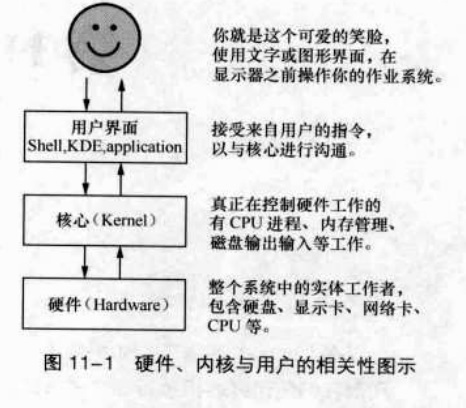 你就是这个可爱的笑脸,
使用文字或图形界面,在
显示器之前操作你的作业系统。
用户界面
Shell,KDE,application
接受来自用户的指令,
以与核心进行沟通。
核心(Kernel)
真正在控制硬件工作的
有 CPU 进程、内存管理、
磁盘输出输入等工作。
硬件(Hardware)
整个系统中的实体工作者,
包含硬盘、显示卡、网络卡、
CPU 等。
图 11-1 硬件、内核与用户的相关性图示